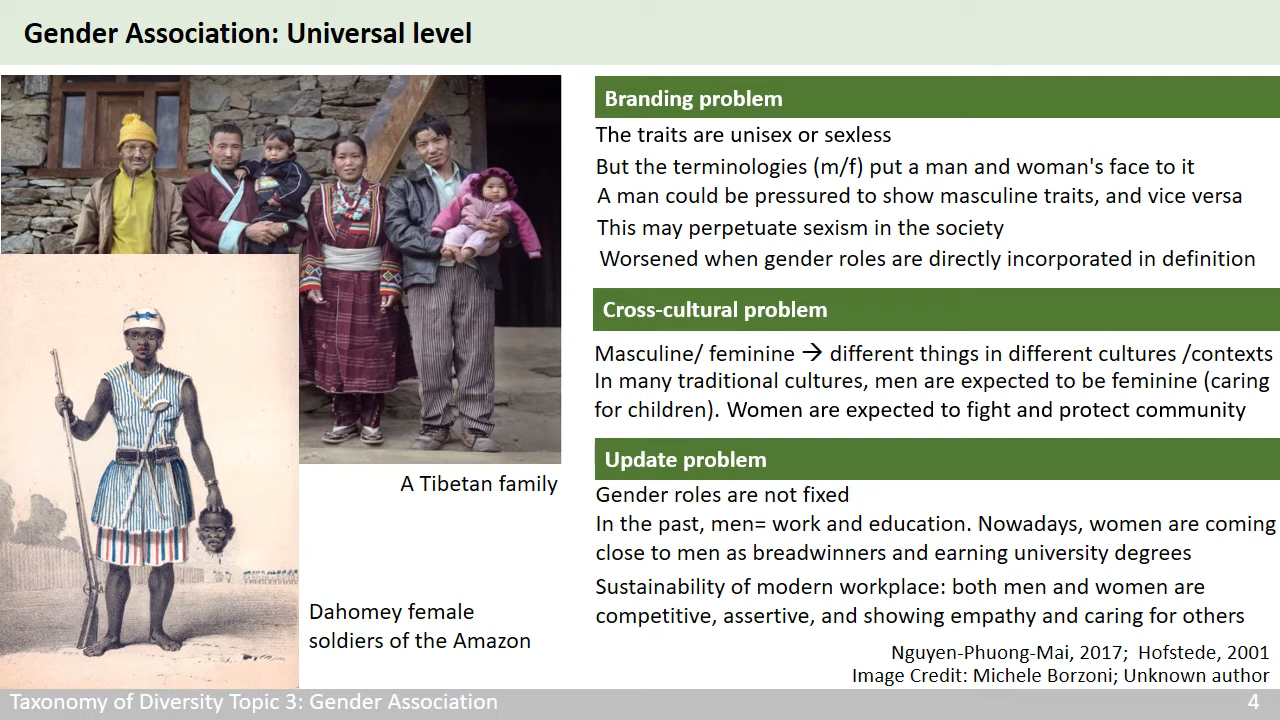 Gender Association: Universal level
Branding problem
The traits are unisex or sexless
But the terminologies (m/f) put a man and woman's face to it
A man could be pressured to show masculine traits, and vice versa
This may perpetuate sexism in the society
Worsened when gender roles are directly incorporated in definition
Cross-cultural problem
Masculine/ feminine → different things in different cultures /contexts
In many traditional cultures, men are expected to be feminine (caring
for children). Women are expected to fight and protect community
Update problem
Gender roles are not fixed
In the past, men= work and education. Nowadays, women are coming
close to men as breadwinners and earning university degrees
Sustainability of modern workplace: both men and women are
competitive, assertive, and showing empathy and caring for others
A Tibetan family
Dahomey female
soldiers of the Amazon
Nguyen-Phuong-Mai, 2017; Hofstede, 2001
Image Credit: Michele Borzoni; Unknown author
Taxonomy of Diversity Topic 3: Gender Association
4